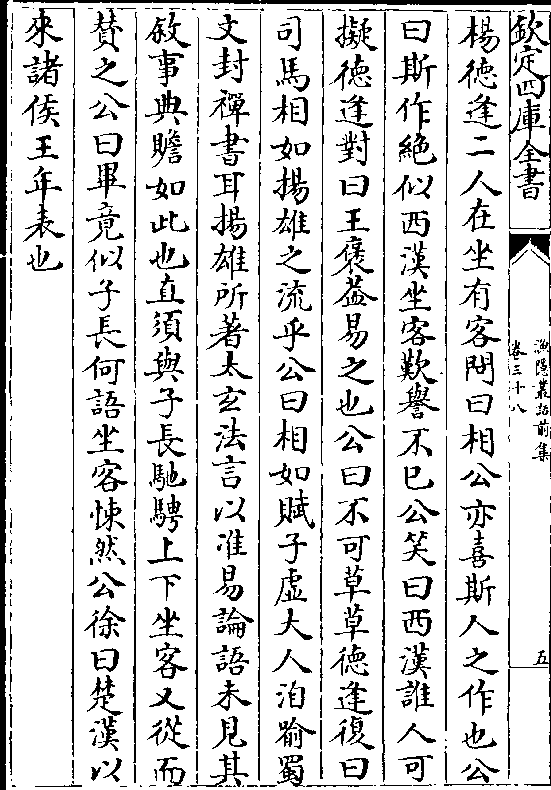 欽定四庫全書
漁隱叢話前集
卷三十八
五
楊德逢二人在坐有客問曰相公亦喜斯人之作也公
曰斯作絶似西漢坐客歎譽不已公笑曰西漢誰人可
擬德逢對曰王襃葢易之也公曰不可草草德逢復曰
司馬相如揚雄之流乎公曰相如賦子虛大人洎喻蜀
文封禪書耳揚雄所著太𤣥法言以准易論語未見其
敘事典贍如此也直須與子長馳騁上下坐客又從而
賛之公曰畢竟似子長何語坐客悚然公徐曰楚漢以
來諸侯王年表也